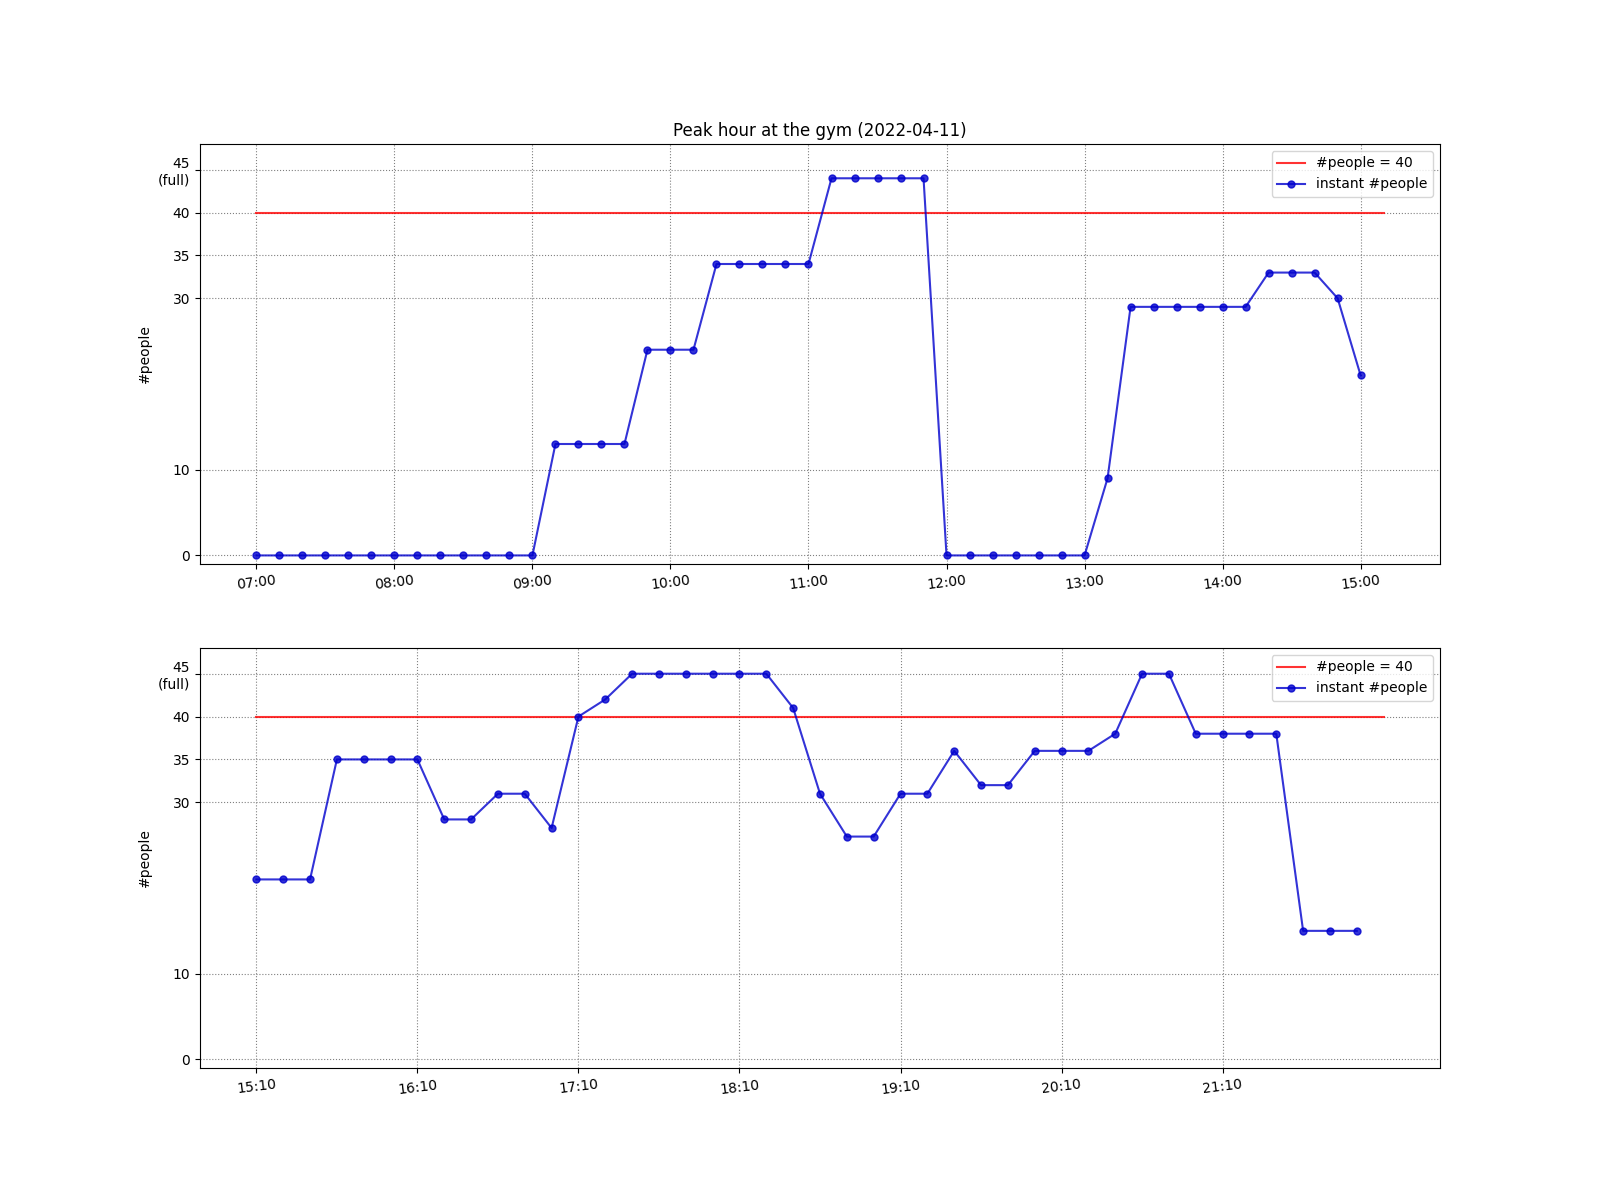 Peak hour at the gym (2022-04-11)
45
(full)
40
35
30
10
0
#people
#people = 40
instant #people
07:00 08:00 09:00 10:00 11:00 12:00 13:00 14:00 15:00
45
(full)
40
35
30
10
0
#people
#people = 40
instant #people
15:10 16:10 17:10 18:10 19:10 20:10 21:10